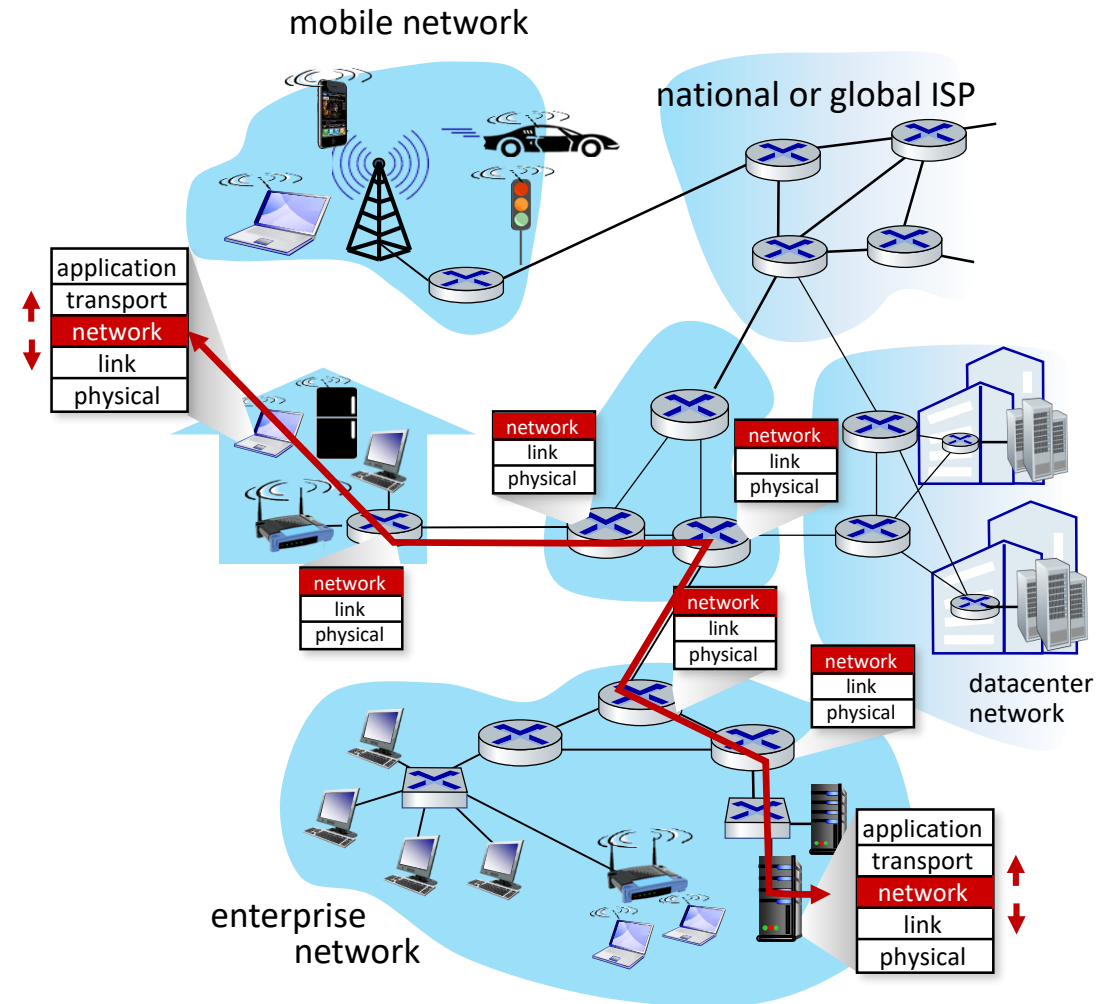 mobile network
national or global ISP
application
transport
network
link
physical
network
link
physical
network
link
physical
network
link
physical
network
link
physical
network
link
physical
datacenter
network
application
transport
network
link
physical
enterprise
network